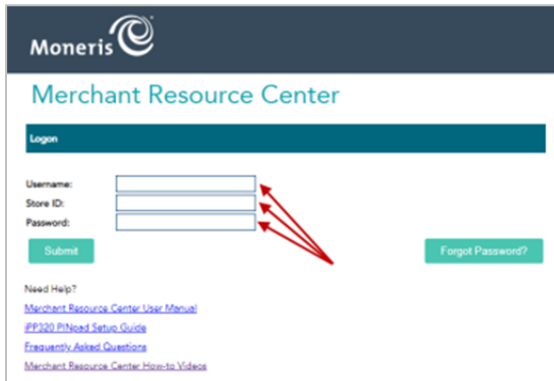 Moneris
Merchant Resource Center
Logon
Username:
Store ID:
Password:
Submit Forgot Password?
Need Help?
Merchant Resource Center User Manual
iPP320 PINpad Setup Guide
Frequently Asked Questions
Merchant Resource Center How-to Videos